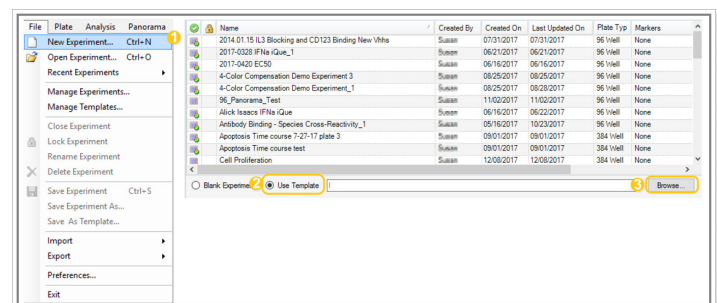 File Plate Analysis Panorama
New Experiment... Ctrl+N 1
Open Experiment... Ctrl+O
Recent Experiments
Manage Experiments...
Manage Templates...
Close Experiment
Lock Experiment
Rename Experiment
Delete Experiment
Save Experiment Ctrl+S
Save Experiment As...
Save As Template...
Import
Export
Preferences...
Exit
Name Created By Created On Last Updated On Plate Typ Markers
2014.01.15 IL3 Blocking and CD123 Binding New Vhhs Susan 07/31/2017 07/31/2017 96 Well None
2017-0328 IFNa iQue_1 Susan 06/21/2017 06/21/2017 96 Well None
2017-0420 EC50 Susan 06/16/2017 06/16/2017 96 Well None
4-Color Compensation Demo Experiment 3 Susan 08/25/2017 08/25/2017 96 Well None
4-Color Compensation Demo Experiment_1 Susan 08/25/2017 08/28/2017 96 Well None
96_Panorama_Test Susan 11/02/2017 11/02/2017 96 Well None
Alick Isaacs IFNa iQue Susan 06/16/2017 06/22/2017 96 Well None
Antibody Binding - Species Cross-Reactivity_1 Susan 05/16/2017 10/23/2017 96 Well None
Apoptosis Time course 7-27-17 plate 3 Susan 09/01/2017 09/01/2017 384 Well None
Apoptosis Time course test Susan 09/01/2017 09/01/2017 384 Well None
Cell Proliferation Susan 12/08/2017 12/08/2017 384 Well None
Blank Experime 2 Use Template 3 Browse...